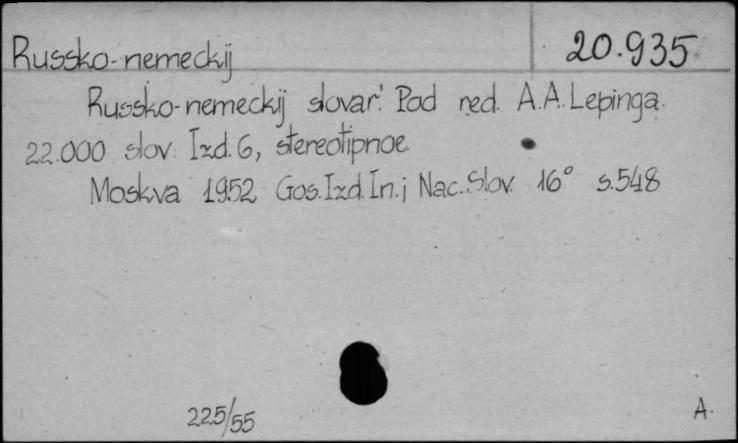 Russko-nemeckij 20.935
Russko-nemeckij slovar'. Pod red. A.A. Lepinga.
22.000 slov. Izd. 6, stereotipnoe.
Moskva 1952 Gos. Izd. In. i Nac. Slov. 16° s. 548
225/55 A.